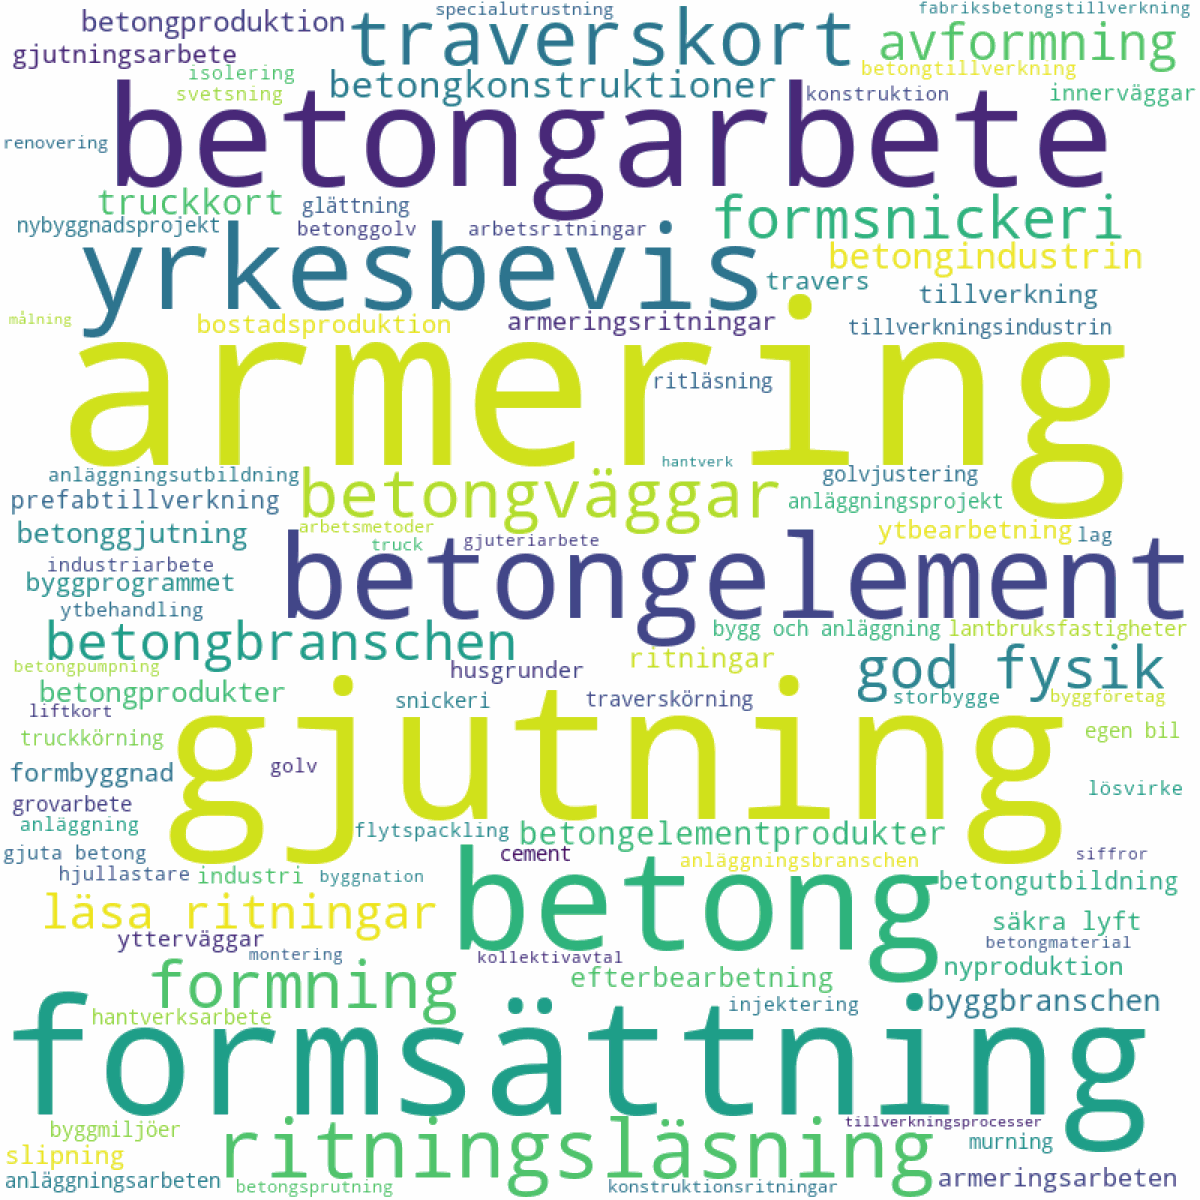 specialutrustning
fabriksbetongstillverkning
betongproduktion
traverskort
avformning
gjutningsarbete
isolering
betongkonstruktioner
betongtillverkning
svetsning
konstruktion
innerväggar
betongarbete
renovering
truckkort
glättning
formsnickeri
nybyggnadsprojekt
betonggolv
arbetsritningar
yrkesbevis
betongindustrin
travers
tillverkning
målning
bostadsproduktion
armeringsritningar
tillverkningsindustrin
armering
ritläsning
hantverk
anläggningsutbildning
golvjustering
prefabtillverkning
betongväggar
anläggningsprojekt
arbetsmetoder
betonggjutning
ytbearbetning
lag
truck
gjuteriarbete
industriarbete
betongelement
byggprogrammet
ytbehandling
betongbranschen
bygg och anläggning
lantbruksfastigheter
betongpumpning
husgrunder
ritningar
god fysik
betongprodukter
snickeri
traverskörning
storbygge
byggföretag
liftkort
gjutning
truckkörning
egen bil
formbyggnad
golv
lösvirke
grovarbete
anläggning
flytspackling
betongelementprodukter
gjuta betong
cement
anläggningsbranschen
siffror
hjullastare
industri
byggnation
betong
betongutbildning
läsa ritningar
säkra lyft
ytterväggar
betongmaterial
montering
kollektivavtal
nyproduktion
formning
efterbearbetning
hantverksarbete
injektering
byggbranschen
formsättning
byggmiljöer
ritningsläsning
tillverkningsprocesser
slipning
murning
anläggningsarbeten
betongsprutning
konstruktionsritningar
armeringsarbeten